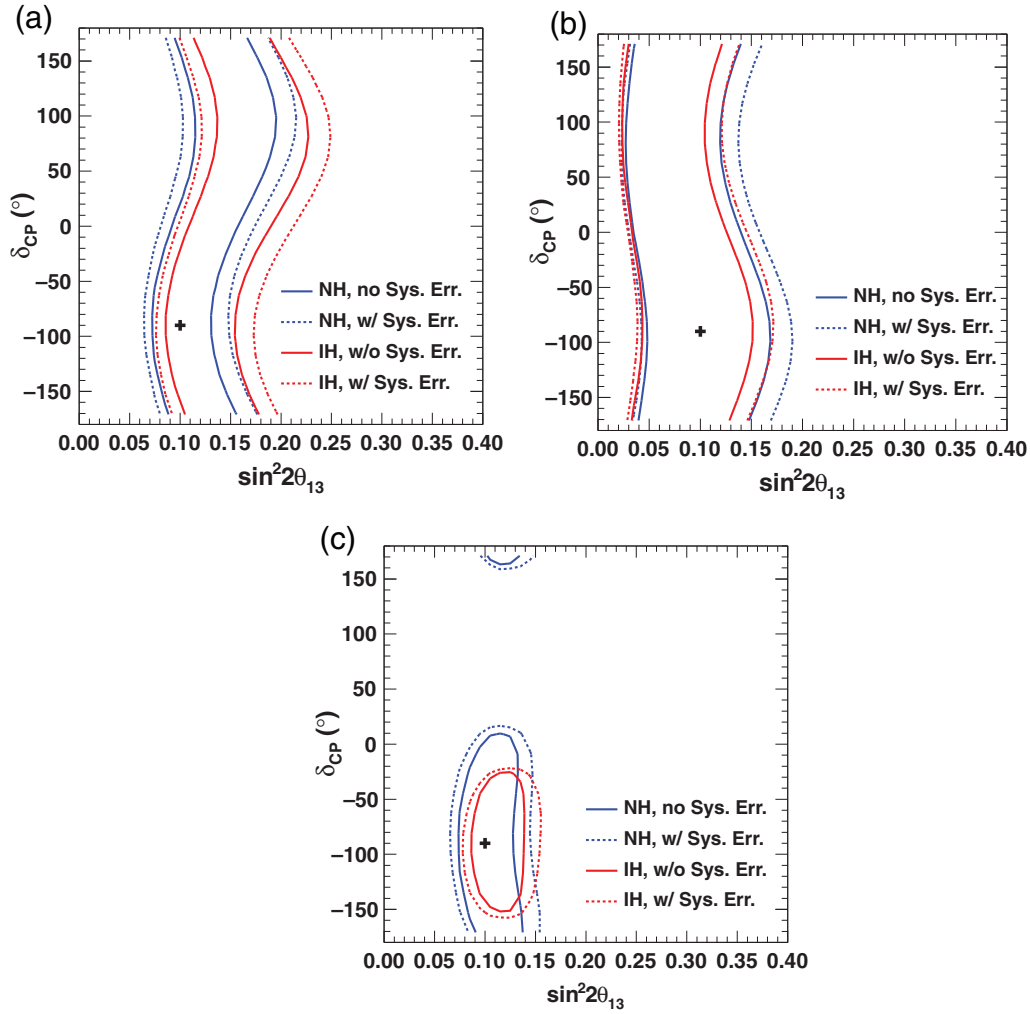 (a)
150
100
50
0
−50
−100
−150
δCP (°)
NH, no Sys. Err.
NH, w/ Sys. Err.
IH, w/o Sys. Err.
IH, w/ Sys. Err.
0.00 0.05 0.10 0.15 0.20 0.25 0.30 0.35 0.40
sin²2θ₁₃
(b)
150
100
50
0
−50
−100
−150
δCP (°)
NH, no Sys. Err.
NH, w/ Sys. Err.
IH, w/o Sys. Err.
IH, w/ Sys. Err.
0.00 0.05 0.10 0.15 0.20 0.25 0.30 0.35 0.40
sin²2θ₁₃
(c)
150
100
50
0
−50
−100
−150
δCP (°)
NH, no Sys. Err.
NH, w/ Sys. Err.
IH, w/o Sys. Err.
IH, w/ Sys. Err.
0.00 0.05 0.10 0.15 0.20 0.25 0.30 0.35 0.40
sin²2θ₁₃